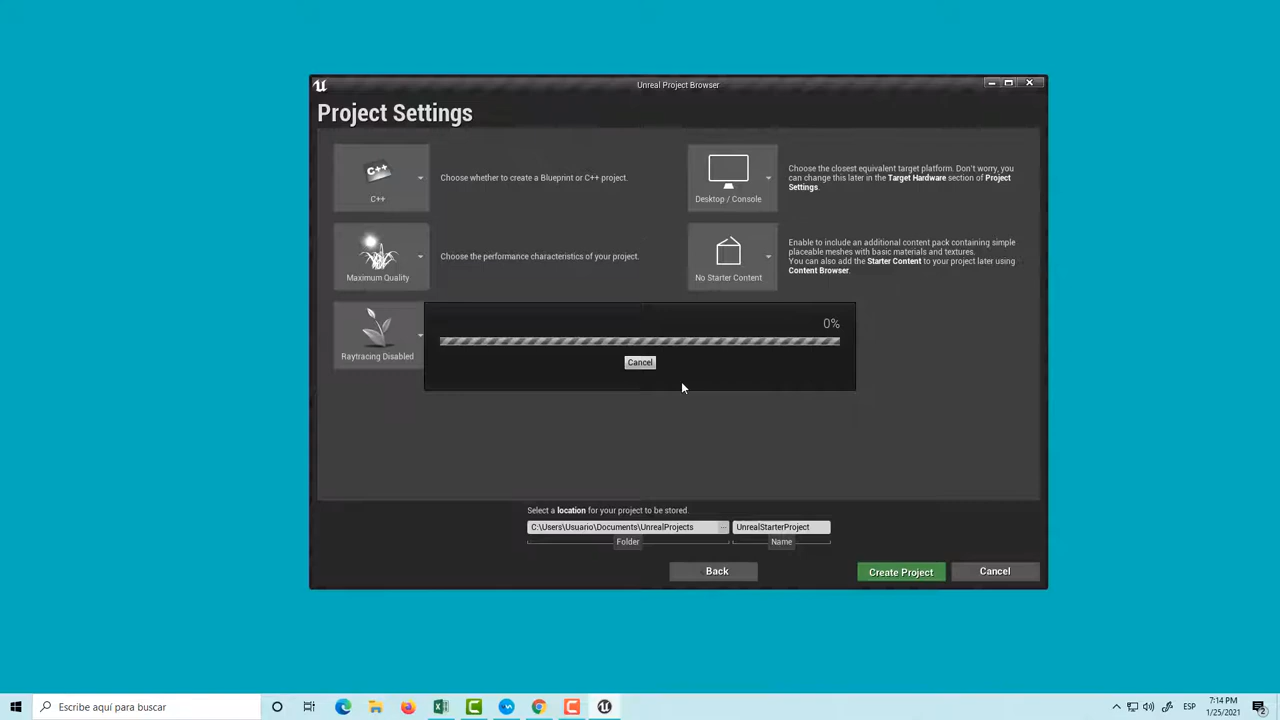 Unreal Project Browser
Project Settings
C++
Choose whether to create a Blueprint or C++ project.
C++
Desktop / Console
Choose the closest equivalent target platform. Don't worry, you
can change this later in the Target Hardware section of Project
Settings.
Maximum Quality
Choose the performance characteristics of your project.
No Starter Content
Enable to include an additional content pack containing simple
placeable meshes with basic materials and textures.
You can also add the Starter Content to your project later using
Content Browser.
Raytracing Disabled
0%
Cancel
Select a location for your project to be stored.
C:\Users\Usuario\Documents\UnrealProjects
...
UnrealStarterProject
Folder
Name
Back
Create Project
Cancel
Escribe aquí para buscar
ESP
7:14 PM
1/25/2021
2